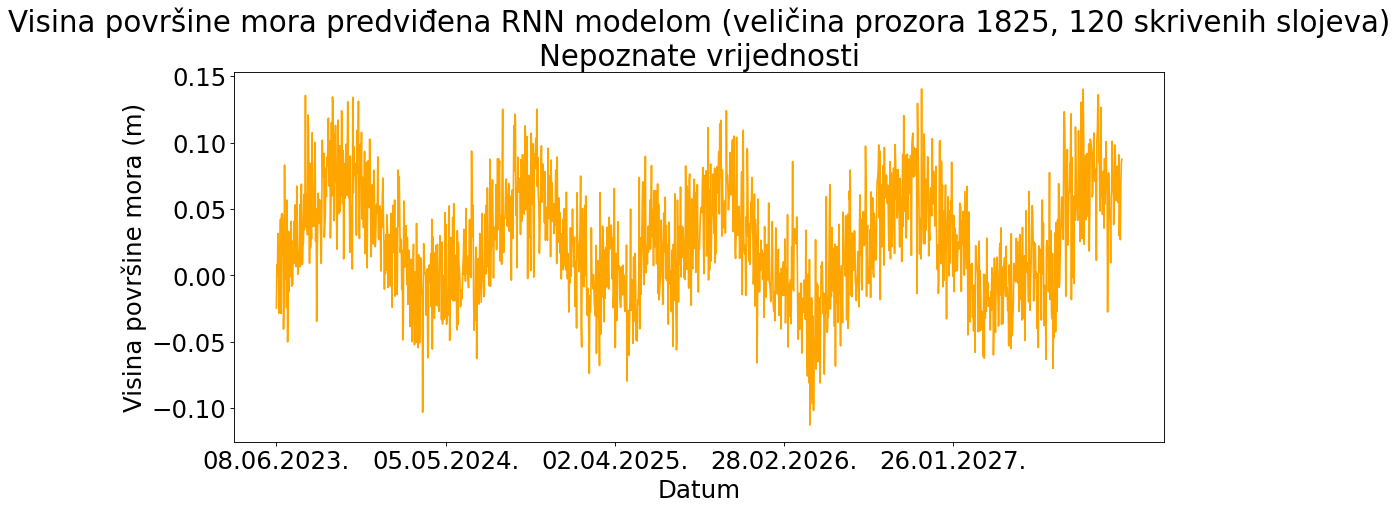 Visina površine mora predviđena RNN modelom (veličina prozora 1825, 120 skrivenih slojeva)
Nepoznate vrijednosti
Visina površine mora (m)
0.15
0.10
0.05
0.00
−0.05
−0.10
08.06.2023. 05.05.2024. 02.04.2025. 28.02.2026. 26.01.2027.
Datum